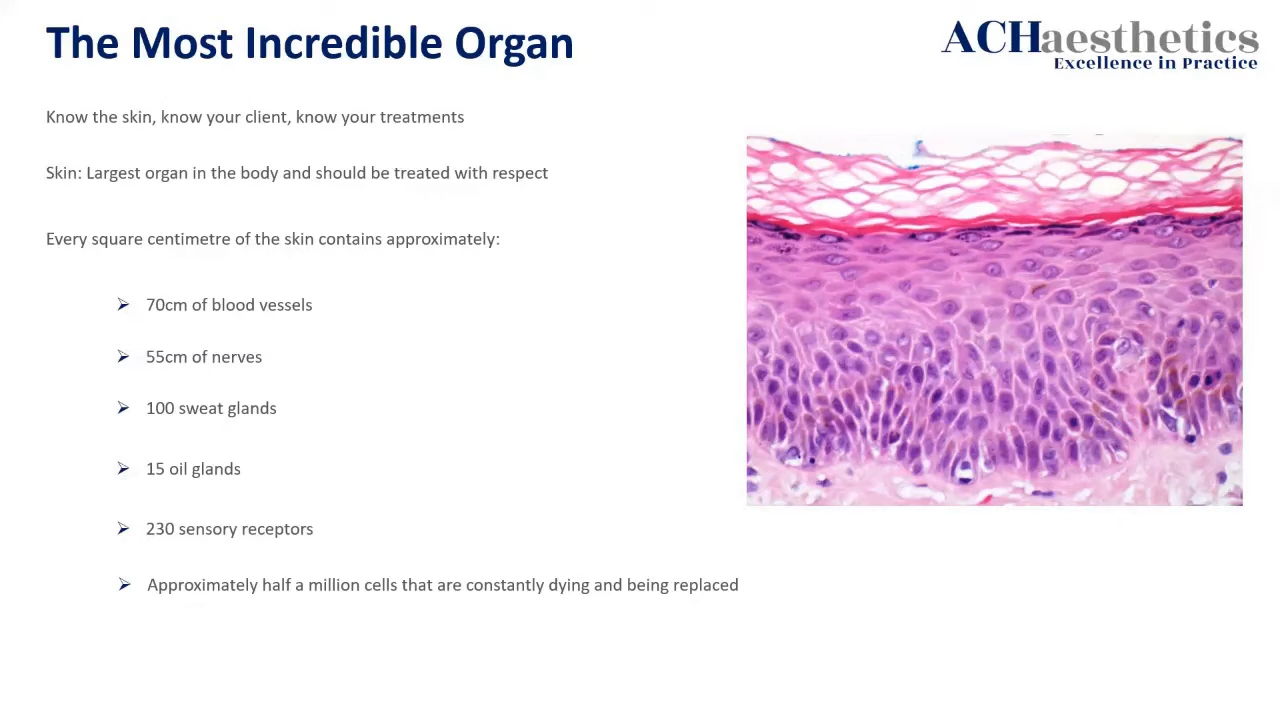 The Most Incredible Organ
ACHaesthetics
Excellence in Practice
Know the skin, know your client, know your treatments
Skin: Largest organ in the body and should be treated with respect
Every square centimetre of the skin contains approximately:
70cm of blood vessels
55cm of nerves
100 sweat glands
15 oil glands
230 sensory receptors
Approximately half a million cells that are constantly dying and being replaced